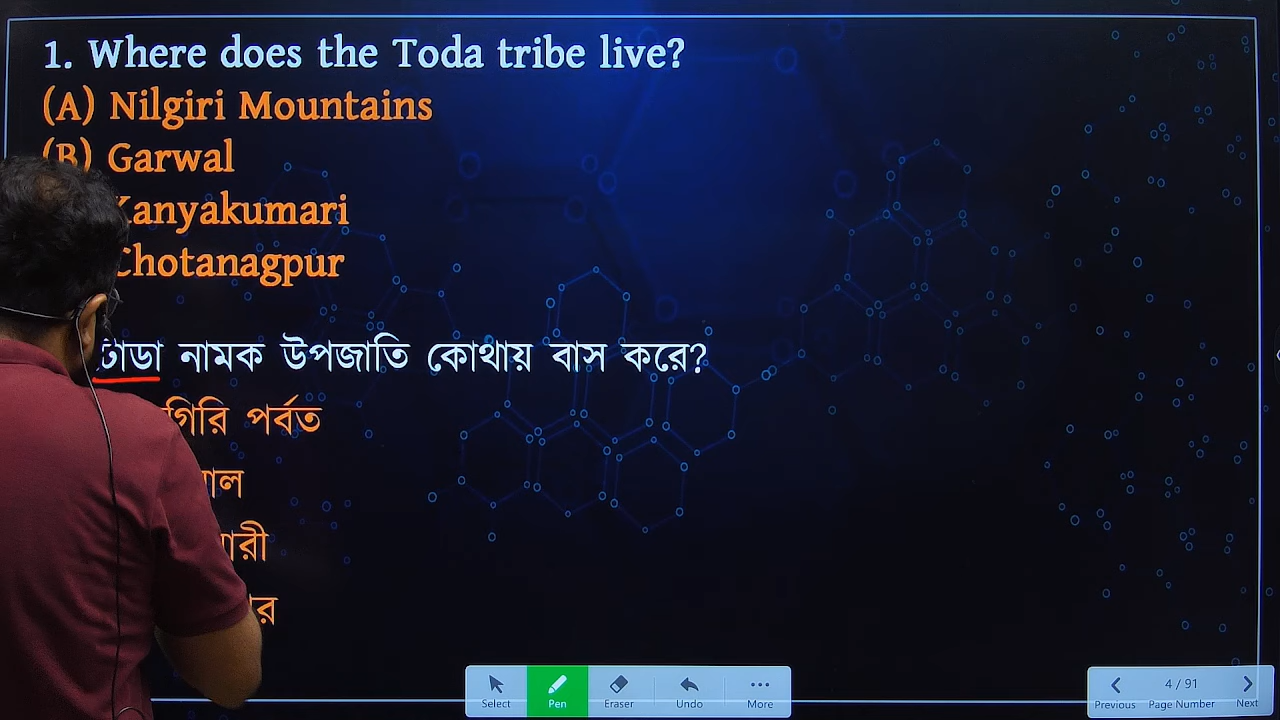 1. Where does the Toda tribe live?
(A) Nilgiri Mountains
(B) Garwal
Kanyakumari
Chotanagpur
টোডা নামক উপজাতি কোথায় বাস করে?
পর্বত
Select
Pen
Eraser
Undo
More
Previous
4 / 91
Page Number
Next